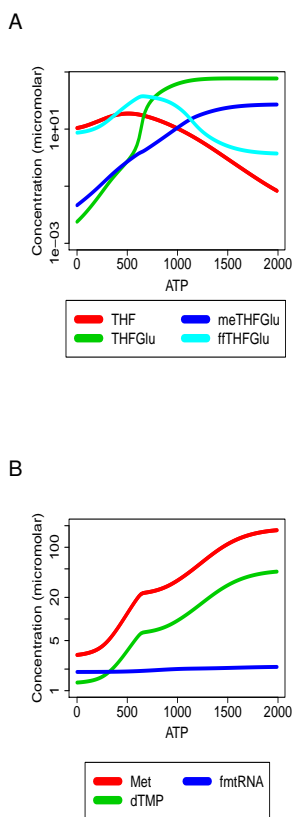 A
Concentration (micromolar)
1e+01
1e−03
0 500 1000 1500 2000
ATP
THF meTHFGlu
THFGlu ffTHFGlu
B
Concentration (micromolar)
100
20
5
1
0 500 1000 1500 2000
ATP
Met fmtRNA
dTMP